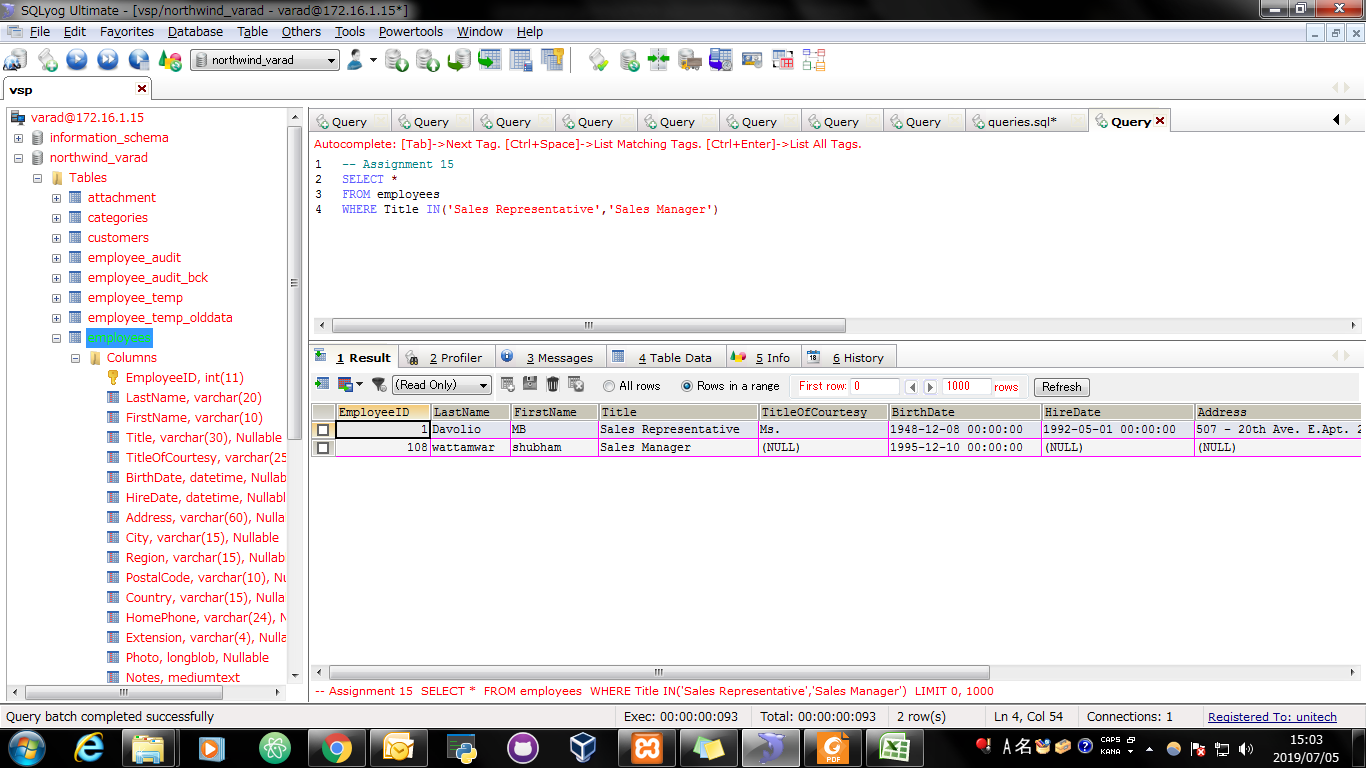 SQLyog Ultimate - [vsp/northwind_varad - varad@172.16.1.15*]
File Edit Favorites Database Table Others Tools Powertools Window Help
northwind_varad
vsp
varad@172.16.1.15
information_schema
northwind_varad
Tables
attachment
categories
customers
employee_audit
employee_audit_bck
employee_temp
employee_temp_olddata
employees
Columns
EmployeeID, int(11)
LastName, varchar(20)
FirstName, varchar(10)
Title, varchar(30), Nullable
TitleOfCourtesy, varchar(25
BirthDate, datetime, Nullab
HireDate, datetime, Nullabl
Address, varchar(60), Nulla
City, varchar(15), Nullable
Region, varchar(15), Nullab
PostalCode, varchar(10), Nu
Country, varchar(15), Nulla
HomePhone, varchar(24), N
Extension, varchar(4), Nulla
Photo, longblob, Nullable
Notes, mediumtext
Query Query Query Query Query Query Query Query queries.sql* Query
Autocomplete: [Tab]->Next Tag. [Ctrl+Space]->List Matching Tags. [Ctrl+Enter]->List All Tags.
1 -- Assignment 15
2 SELECT *
3 FROM employees
4 WHERE Title IN('Sales Representative','Sales Manager')
1 Result 2 Profiler 3 Messages 4 Table Data 5 Info 6 History
(Read Only) All rows Rows in a range First row: 0 1000 rows Refresh
EmployeeID LastName FirstName Title TitleOfCourtesy BirthDate HireDate Address
1 Davolio MB Sales Representative Ms. 1948-12-08 00:00:00 1992-05-01 00:00:00 507 - 20th Ave. E.Apt. 2
108 wattamwar shubham Sales Manager (NULL) 1995-12-10 00:00:00 (NULL) (NULL)
-- Assignment 15 SELECT * FROM employees WHERE Title IN('Sales Representative','Sales Manager') LIMIT 0, 1000
Query batch completed successfully Exec: 00:00:00:093 Total: 00:00:00:093 2 row(s) Ln 4, Col 54 Connections: 1 Registered To: unitech
PDF A 名 CAPS KANA 15:03
2019/07/05